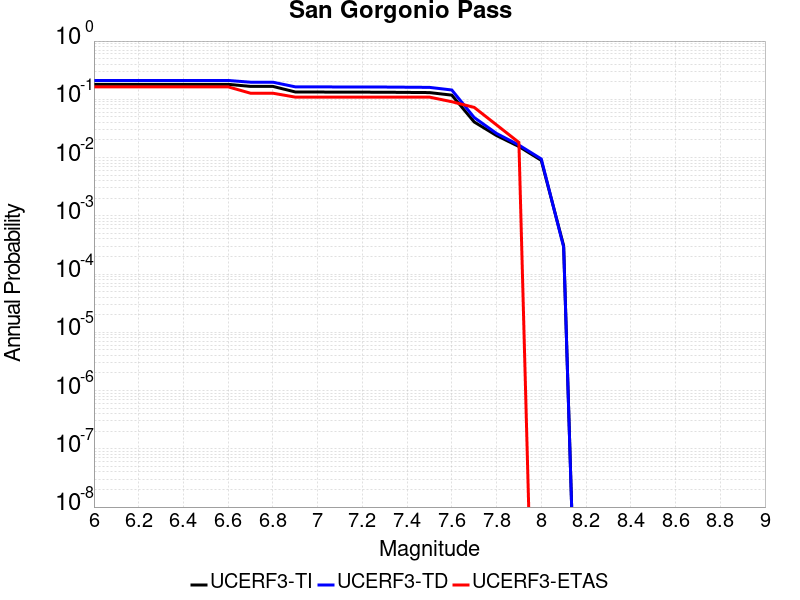 San Gorgonio Pass
Annual Probability
10^0
10^-1
10^-2
10^-3
10^-4
10^-5
10^-6
10^-7
10^-8
6 6.2 6.4 6.6 6.8 7 7.2 7.4 7.6 7.8 8 8.2 8.4 8.6 8.8 9
Magnitude
UCERF3-TI UCERF3-TD UCERF3-ETAS